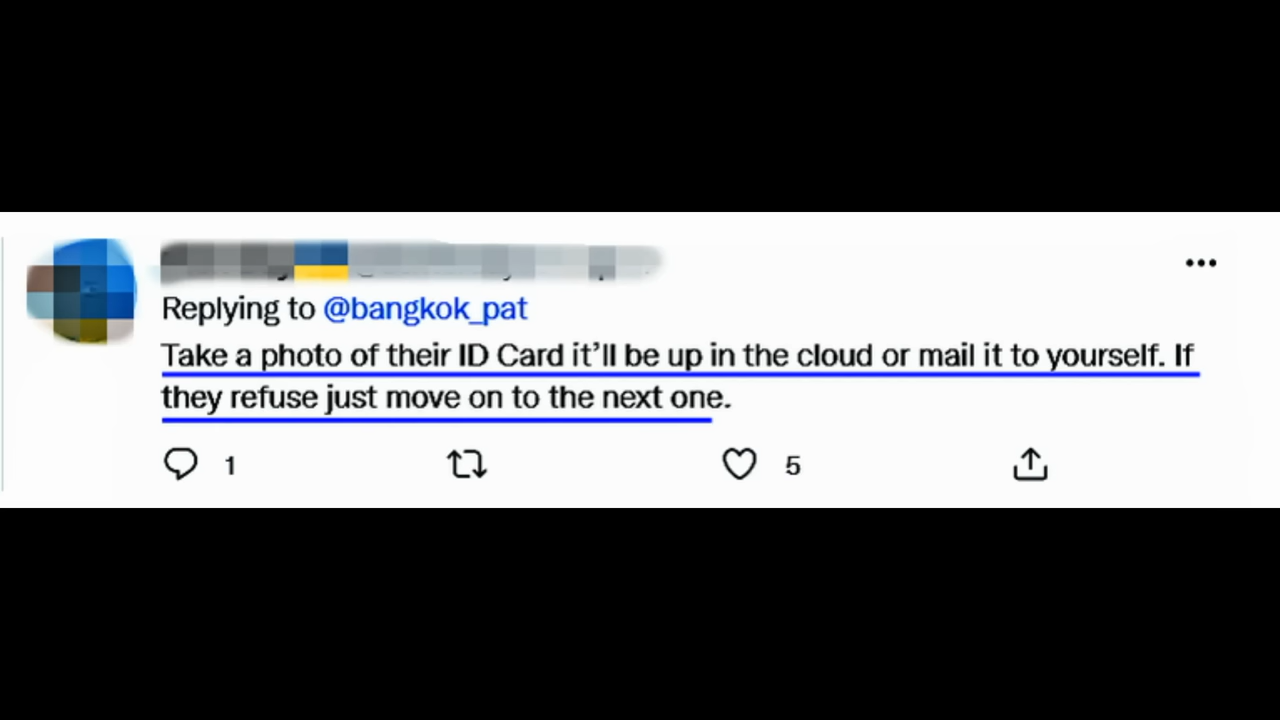 Replying to @bangkok_pat
Take a photo of their ID Card it’ll be up in the cloud or mail it to yourself. If
they refuse just move on to the next one.
1
5